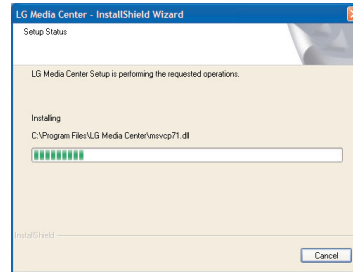 LG Media Center - InstallShield Wizard
Setup Status
LG Media Center Setup is performing the requested operations.
Installing
C:\Program Files\LG Media Center\msvcp71.dll
InstallShield
Cancel